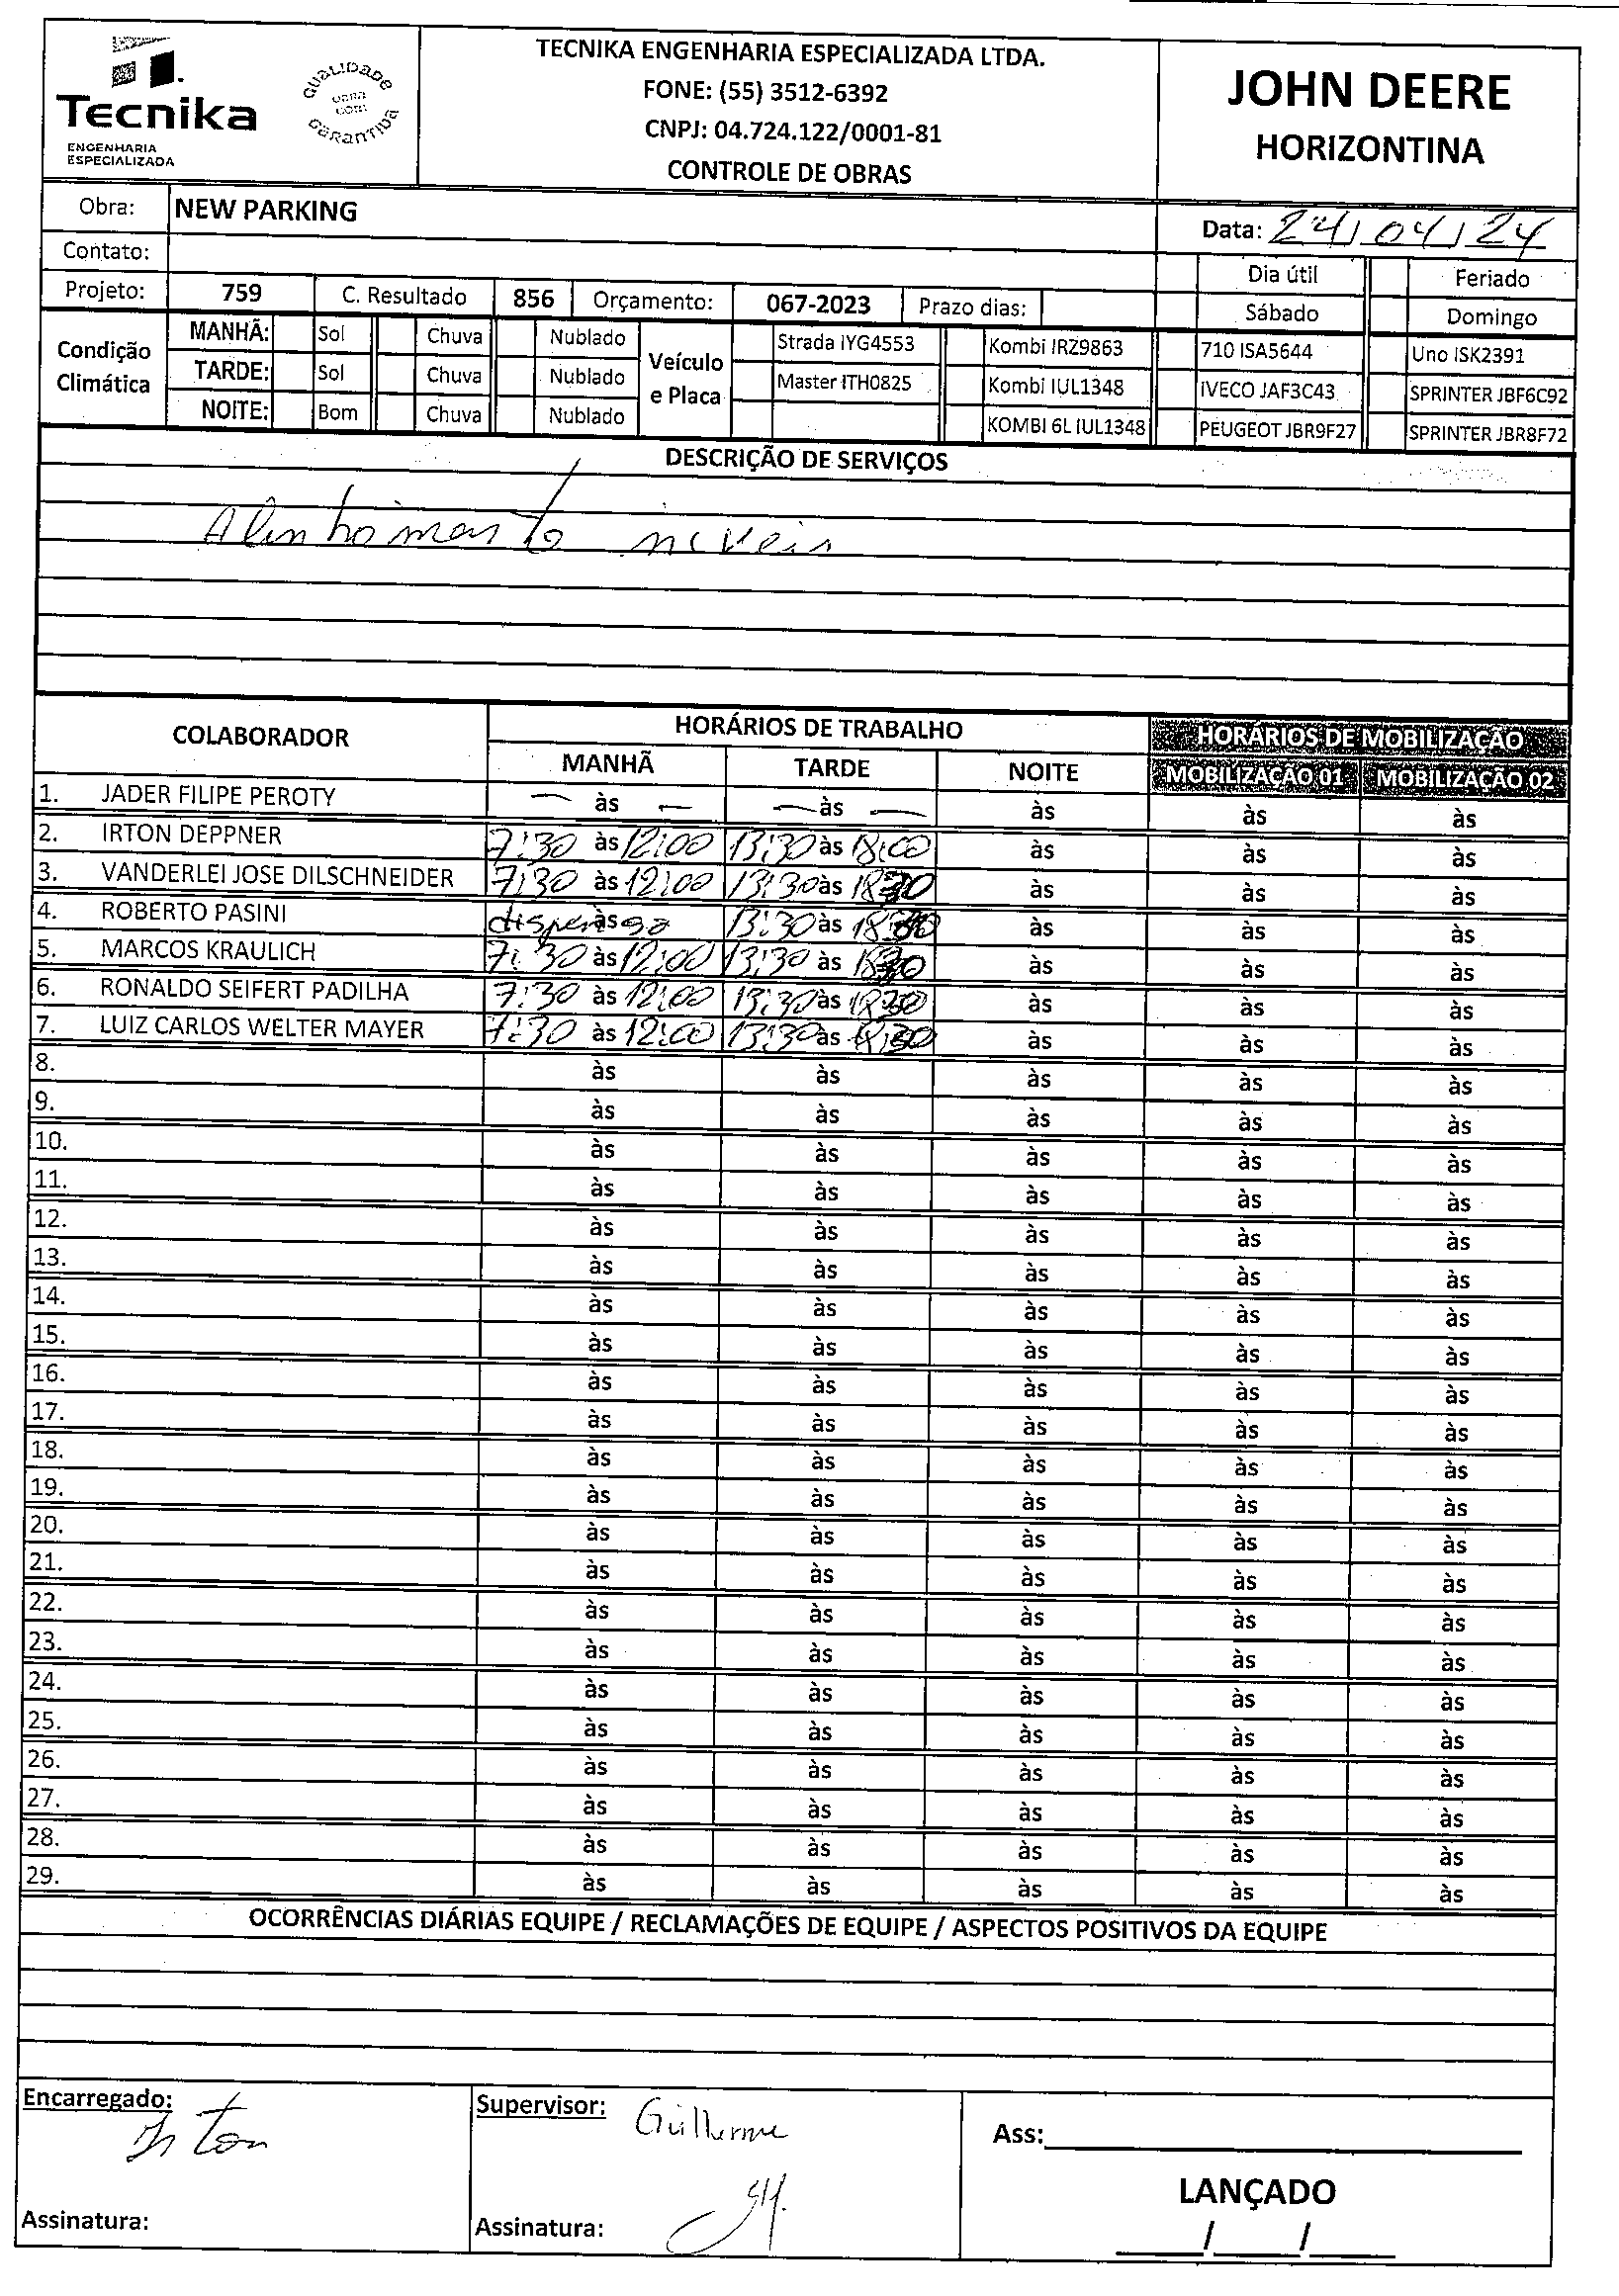 Tecnika
ENGENHARIA
ESPECIALIZADA
QUALIDADE
OBRA
COM
GARANTIDA
TECNIKA ENGENHARIA ESPECIALIZADA LTDA.
FONE: (55) 3512-6392
CNPJ: 04.724.122/0001-81
CONTROLE DE OBRAS
JOHN DEERE
HORIZONTINA
Obra: NEW PARKING
Data: 24/04/24
Contato:
Dia útil Feriado
Projeto: 759 C. Resultado 856 Orçamento: 067-2023 Prazo dias: Sábado Domingo
Condição Climática
MANHÃ: Sol Chuva Nublado
TARDE: Sol Chuva Nublado
NOITE: Bom Chuva Nublado
Veículo e Placa
Strada IYG4553 Kombi IRZ9863 710 ISA5644 Uno ISK2391
Master ITH0825 Kombi IUL1348 IVECO JAF3C43 SPRINTER JBF6C92
KOMBI 6L IUL1348 PEUGEOT JBR9F27 SPRINTER JBR8F72
DESCRIÇÃO DE SERVIÇOS
Alinhamento niveis
COLABORADOR HORÁRIOS DE TRABALHO HORÁRIOS DE MOBILIZAÇÃO
MANHÃ TARDE NOITE MOBILIZAÇÃO 01 MOBILIZAÇÃO 02
1. JADER FILIPE PEROTY — às — — às — às às às
2. IRTON DEPPNER 7:30 às 12:00 13:30 às 18:00 às às às
3. VANDERLEI JOSE DILSCHNEIDER 7:30 às 12:00 13:30 às às às às
4. ROBERTO PASINI às 13:30 às às às às
5. MARCOS KRAULICH 7:30 às 12:00 13:30 às às às às
6. RONALDO SEIFERT PADILHA 7:30 às 12:00 13:30 às às às às
7. LUIZ CARLOS WELTER MAYER 7:30 às 12:00 13:30 às às às às
8. às às às às às
9. às às às às às
10. às às às às às
11. às às às às às
12. às às às às às
13. às às às às às
14. às às às às às
15. às às às às às
16. às às às às às
17. às às às às às
18. às às às às às
19. às às às às às
20. às às às às às
21. às às às às às
22. às às às às às
23. às às às às às
24. às às às às às
25. às às às às às
26. às às às às às
27. às às às às às
28. às às às às às
29. às às às às às
OCORRÊNCIAS DIÁRIAS EQUIPE / RECLAMAÇÕES DE EQUIPE / ASPECTOS POSITIVOS DA EQUIPE
Encarregado: Irton
Supervisor: Guilherme
Ass:
LANÇADO
Assinatura:
Assinatura:
/ /